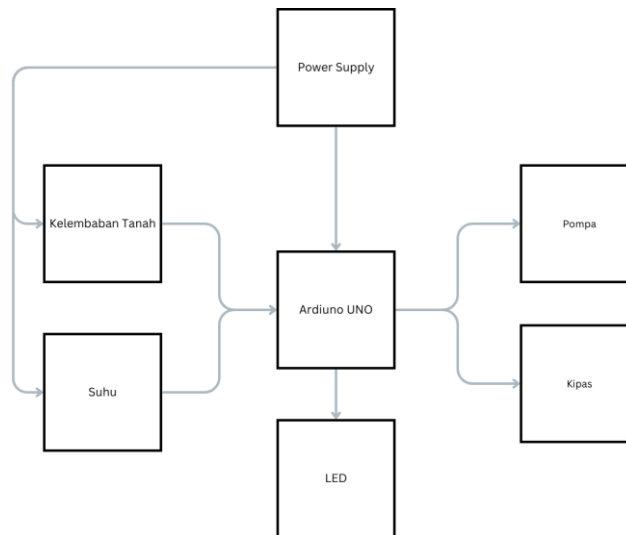 Power Supply
Kelembaban Tanah
Pompa
Ardiuno UNO
Suhu
Kipas
LED